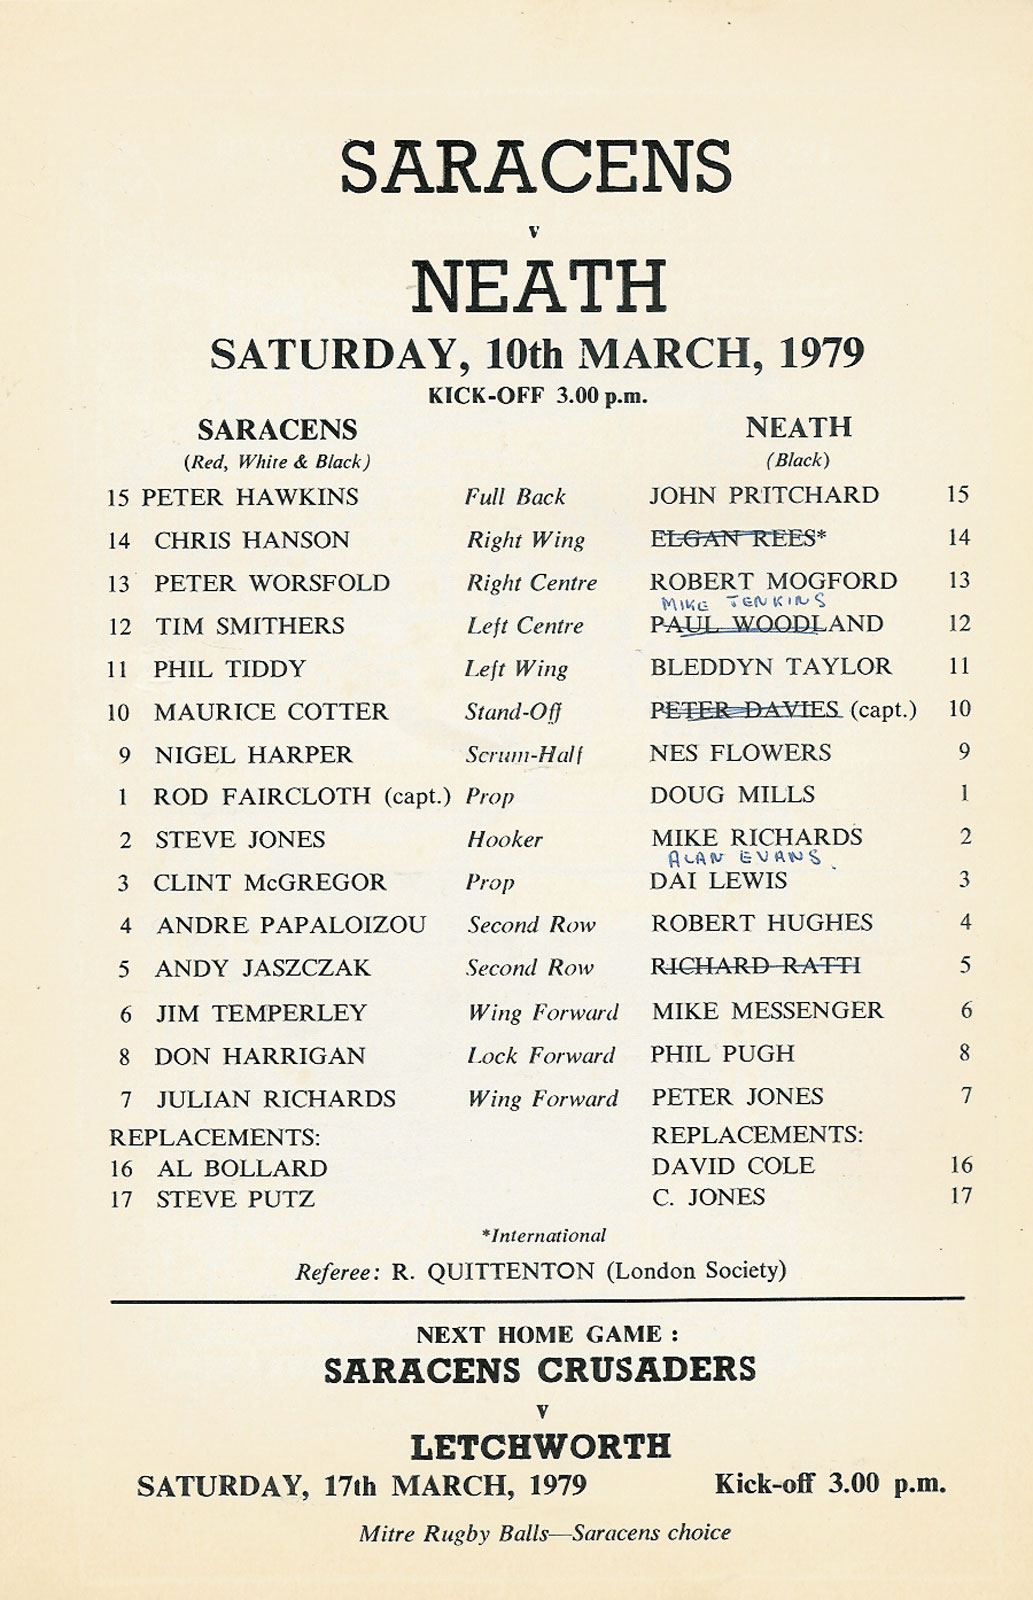 SARACENS
v
NEATH
SATURDAY, 10th MARCH, 1979
KICK-OFF 3.00 p.m.
SARACENS NEATH
(Red, White & Black) (Black)
15 PETER HAWKINS Full Back JOHN PRITCHARD 15
14 CHRIS HANSON Right Wing ELGAN REES* 14
13 PETER WORSFOLD Right Centre ROBERT MOGFORD 13
MIKE JENKINS
12 TIM SMITHERS Left Centre PAUL WOODLAND 12
11 PHIL TIDDY Left Wing BLEDDYN TAYLOR 11
10 MAURICE COTTER Stand-Off PETER DAVIES (capt.) 10
9 NIGEL HARPER Scrum-Half NES FLOWERS 9
1 ROD FAIRCLOTH (capt.) Prop DOUG MILLS 1
2 STEVE JONES Hooker MIKE RICHARDS 2
ALAN EVANS.
3 CLINT McGREGOR Prop DAI LEWIS 3
4 ANDRE PAPALOIZOU Second Row ROBERT HUGHES 4
5 ANDY JASZCZAK Second Row RICHARD RATTI 5
6 JIM TEMPERLEY Wing Forward MIKE MESSENGER 6
8 DON HARRIGAN Lock Forward PHIL PUGH 8
7 JULIAN RICHARDS Wing Forward PETER JONES 7
REPLACEMENTS: REPLACEMENTS:
16 AL BOLLARD DAVID COLE 16
17 STEVE PUTZ C. JONES 17
*International
Referee: R. QUITTENTON (London Society)
NEXT HOME GAME :
SARACENS CRUSADERS
v
LETCHWORTH
SATURDAY, 17th MARCH, 1979 Kick-off 3.00 p.m.
Mitre Rugby Balls—Saracens choice